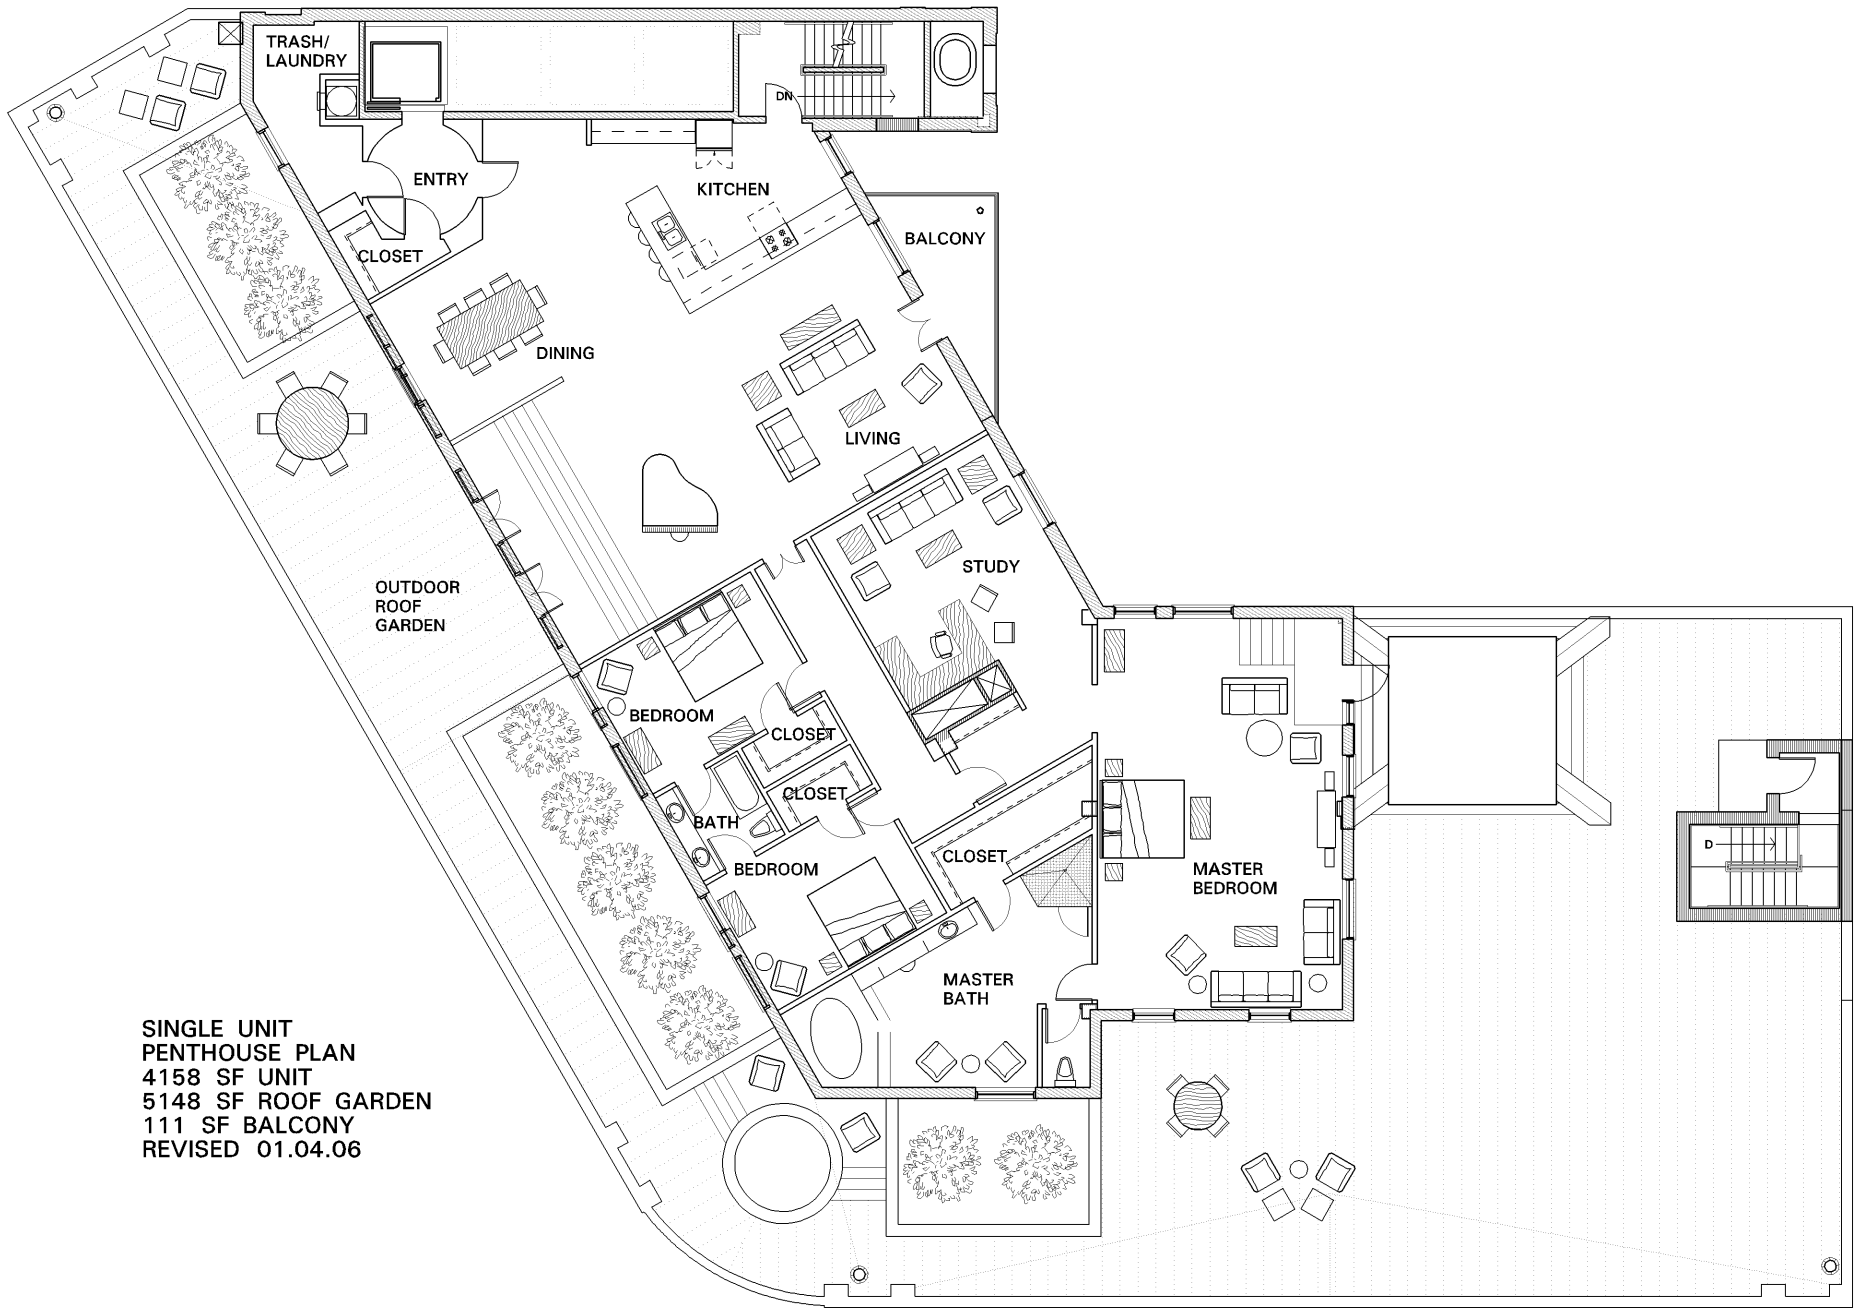 TRASH/
LAUNDRY
DN
ENTRY
KITCHEN
CLOSET
BALCONY
DINING
LIVING
STUDY
OUTDOOR
ROOF
GARDEN
BEDROOM
CLOSET
CLOSET
BATH
BEDROOM
CLOSET
MASTER
BEDROOM
D
MASTER
BATH
SINGLE UNIT
PENTHOUSE PLAN
4158 SF UNIT
5148 SF ROOF GARDEN
111 SF BALCONY
REVISED 01.04.06